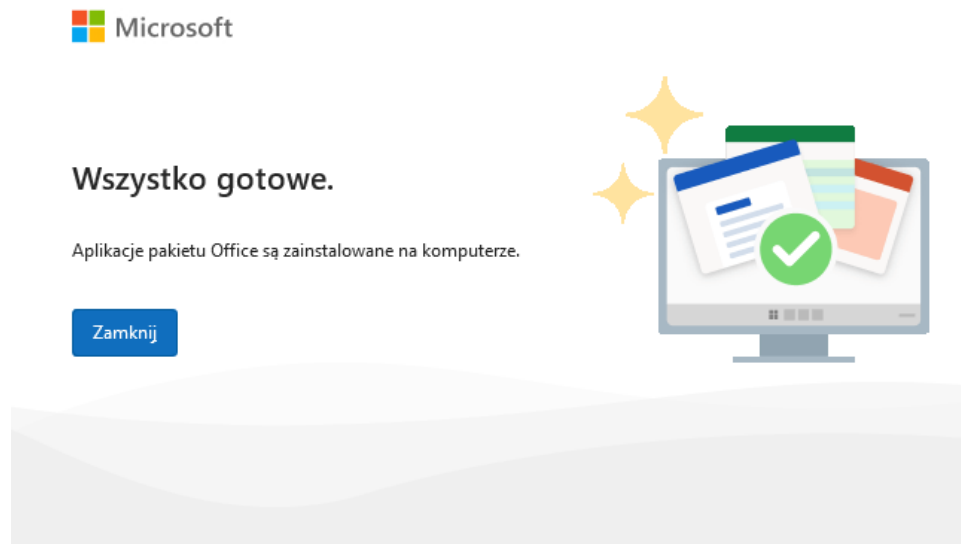 Microsoft
Wszystko gotowe.
Aplikacje pakietu Office są zainstalowane na komputerze.
Zamknij